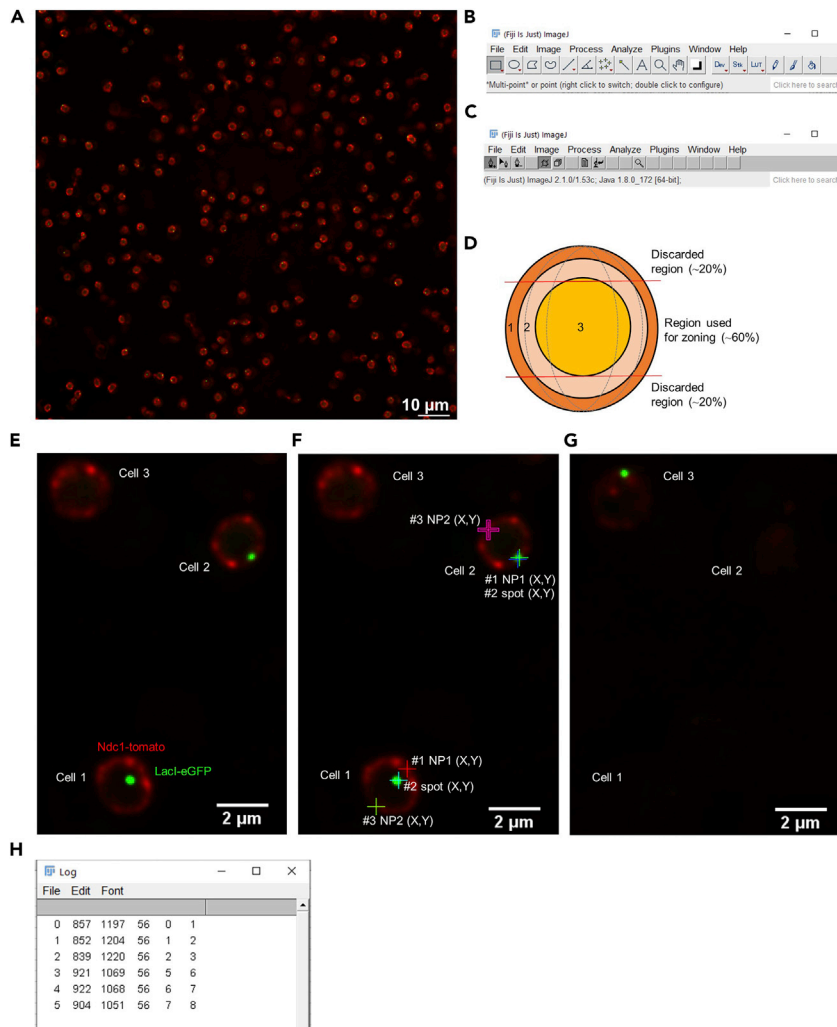 A
10 µm
B
(Fiji Is Just) ImageJ
File Edit Image Process Analyze Plugins Window Help
Dev Stk LUT
*Multi-point* or point (right click to switch; double click to configure)
Click here to search
C
(Fiji Is Just) ImageJ
File Edit Image Process Analyze Plugins Window Help
(Fiji Is Just) ImageJ 2.1.0/1.53c; Java 1.8.0_172 [64-bit];
Click here to search
D
Discarded
region (~20%)
1 2 3
Region used
for zoning (~60%)
Discarded
region (~20%)
E
Cell 3
Cell 2
Ndc1-tomato
Cell 1
LacI-eGFP
2 µm
F
Cell 3
#3 NP2 (X,Y)
Cell 2
#1 NP1 (X,Y)
#2 spot (X,Y)
Cell 1
#1 NP1 (X,Y)
#2 spot (X,Y)
#3 NP2 (X,Y)
2 µm
G
Cell 3
Cell 2
Cell 1
2 µm
H
Log
File Edit Font
0 857 1197 56 0 1
1 852 1204 56 1 2
2 839 1220 56 2 3
3 921 1069 56 5 6
4 922 1068 56 6 7
5 904 1051 56 7 8